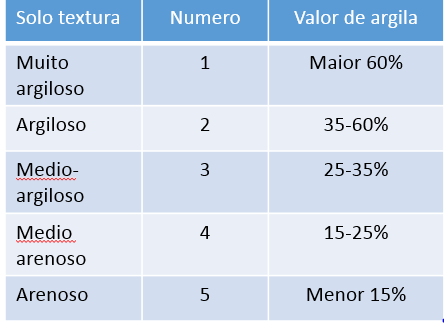 Solo textura Numero Valor de argila
Muito argiloso 1 Maior 60%
Argiloso 2 35-60%
Medio-argiloso 3 25-35%
Medio arenoso 4 15-25%
Arenoso 5 Menor 15%